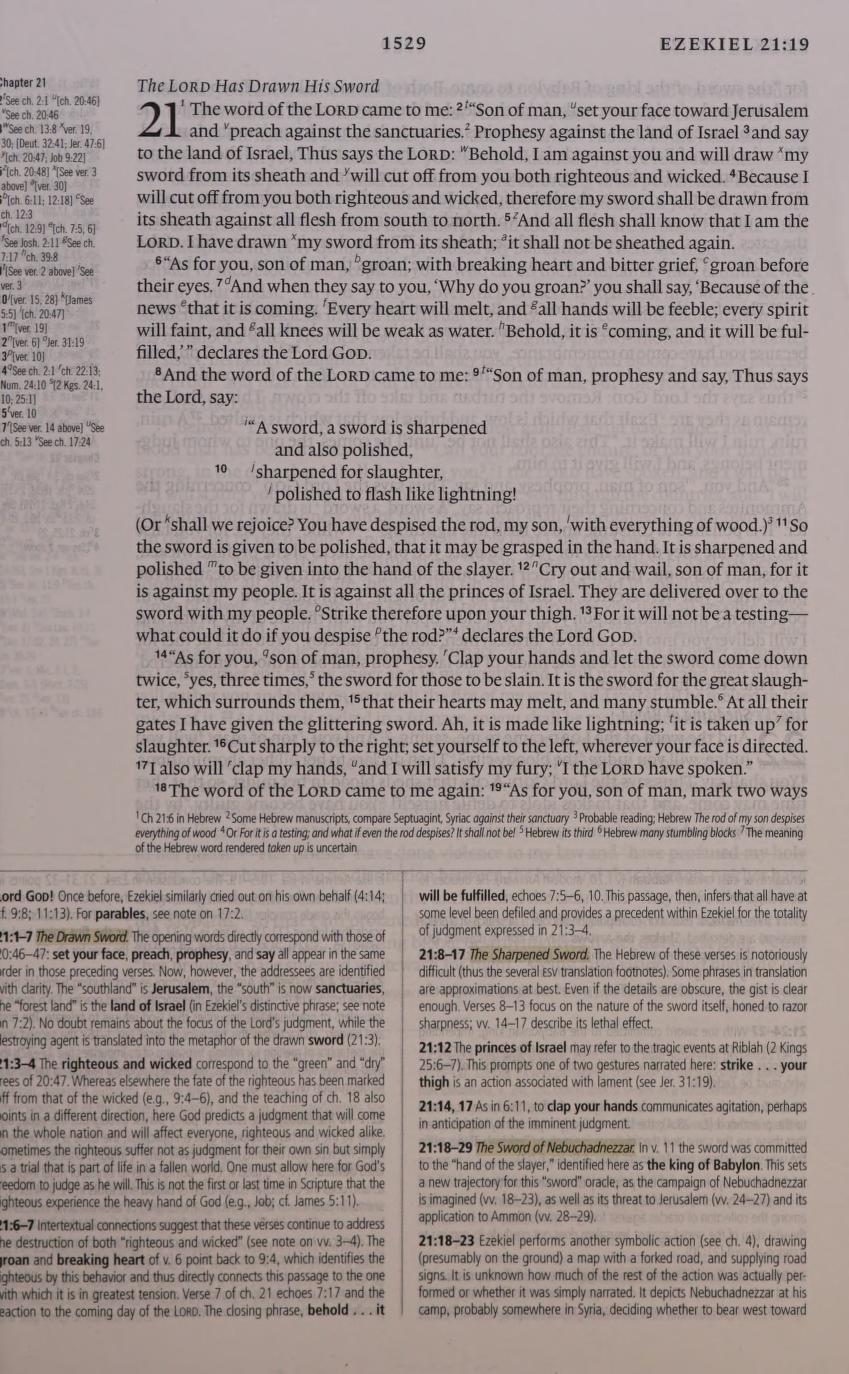 1529
EZEKIEL 21:19
hapter 21
See ch. 2:1 [ch. 20:46]
See ch. 20:46
See ch. 13:8 ver. 19,
30; [Deut. 32:41; Jer. 47:6]
[ch. 20:47; Job 9:22]
[ch. 20:48] [See ver. 3
above] [ver. 30]
[ch. 6:11; 12:18] See
ch. 12:3
[ch. 12:9] [ch. 7:5, 6]
See Josh. 2:11 See ch.
7:17 ch. 39:8
[See ver. 2 above] See
ver. 3
0 [ver. 15, 28] [James
5:5] [ch. 20:47]
1 [ver. 19]
2 [ver. 6] Jer. 31:19
3 [ver. 10]
4 See ch. 2:1 ch. 22:13;
Num. 24:10 [2 Kgs. 24:1,
10; 25:1]
5 ver. 10
7 [See ver. 14 above] See
ch. 5:13 See ch. 17:24
The LORD Has Drawn His Sword
21 ¹ The word of the LORD came to me: ² “Son of man, set your face toward Jerusalem
and preach against the sanctuaries.² Prophesy against the land of Israel ³and say
to the land of Israel, Thus says the LORD: “Behold, I am against you and will draw my
sword from its sheath and will cut off from you both righteous and wicked. ⁴Because I
will cut off from you both righteous and wicked, therefore my sword shall be drawn from
its sheath against all flesh from south to north. ⁵And all flesh shall know that I am the
LORD. I have drawn my sword from its sheath; it shall not be sheathed again.
⁶“As for you, son of man, groan; with breaking heart and bitter grief, groan before
their eyes. ⁷And when they say to you, ‘Why do you groan?’ you shall say, ‘Because of the
news that it is coming. Every heart will melt, and all hands will be feeble; every spirit
will faint, and all knees will be weak as water. Behold, it is coming, and it will be ful-
filled,’” declares the Lord GOD.
⁸And the word of the LORD came to me: ⁹“Son of man, prophesy and say, Thus says
the Lord, say:
“A sword, a sword is sharpened
and also polished,
10 sharpened for slaughter,
polished to flash like lightning!
(Or shall we rejoice? You have despised the rod, my son, with everything of wood.)³ ¹¹So
the sword is given to be polished, that it may be grasped in the hand. It is sharpened and
polished to be given into the hand of the slayer. ¹²Cry out and wail, son of man, for it
is against my people. It is against all the princes of Israel. They are delivered over to the
sword with my people. Strike therefore upon your thigh. ¹³For it will not be a testing—
what could it do if you despise the rod?”⁴ declares the Lord GOD.
¹⁴“As for you, son of man, prophesy. Clap your hands and let the sword come down
twice, yes, three times,⁵ the sword for those to be slain. It is the sword for the great slaugh-
ter, which surrounds them, ¹⁵that their hearts may melt, and many stumble.⁶ At all their
gates I have given the glittering sword. Ah, it is made like lightning; it is taken up⁷ for
slaughter. ¹⁶Cut sharply to the right; set yourself to the left, wherever your face is directed.
¹⁷I also will clap my hands, and I will satisfy my fury; I the LORD have spoken.”
¹⁸The word of the LORD came to me again: ¹⁹“As for you, son of man, mark two ways
¹Ch 21:6 in Hebrew ²Some Hebrew manuscripts, compare Septuagint, Syriac against their sanctuary ³Probable reading; Hebrew The rod of my son despises
everything of wood ⁴Or For it is a testing; and what if even the rod despises? It shall not be! ⁵Hebrew its third ⁶Hebrew many stumbling blocks ⁷The meaning
of the Hebrew word rendered taken up is uncertain
ord God! Once before, Ezekiel similarly cried out on his own behalf (4:14;
f. 9:8; 11:13). For parables, see note on 17:2.
1:1–7 The Drawn Sword. The opening words directly correspond with those of
0:46–47: set your face, preach, prophesy, and say all appear in the same
rder in those preceding verses. Now, however, the addressees are identified
ith clarity. The “southland” is Jerusalem, the “south” is now sanctuaries,
he “forest land” is the land of Israel (in Ezekiel’s distinctive phrase; see note
n 7:2). No doubt remains about the focus of the Lord’s judgment, while the
estroying agent is translated into the metaphor of the drawn sword (21:3).
1:3–4 The righteous and wicked correspond to the “green” and “dry”
rees of 20:47. Whereas elsewhere the fate of the righteous has been marked
ff from that of the wicked (e.g., 9:4–6), and the teaching of ch. 18 also
oints in a different direction, here God predicts a judgment that will come
n the whole nation and will affect everyone, righteous and wicked alike.
ometimes the righteous suffer not as judgment for their own sin but simply
s a trial that is part of life in a fallen world. One must allow here for God’s
reedom to judge as he will. This is not the first or last time in Scripture that the
ighteous experience the heavy hand of God (e.g., Job; cf. James 5:11).
1:6–7 Intertextual connections suggest that these verses continue to address
he destruction of both “righteous and wicked” (see note on vv. 3–4). The
groan and breaking heart of v. 6 point back to 9:4, which identifies the
ighteous by this behavior and thus directly connects this passage to the one
with which it is in greatest tension. Verse 7 of ch. 21 echoes 7:17 and the
eaction to the coming day of the LORD. The closing phrase, behold . . . it
will be fulfilled, echoes 7:5–6, 10. This passage, then, infers that all have at
some level been defiled and provides a precedent within Ezekiel for the totality
of judgment expressed in 21:3–4.
21:8–17 The Sharpened Sword. The Hebrew of these verses is notoriously
difficult (thus the several ESV translation footnotes). Some phrases in translation
are approximations at best. Even if the details are obscure, the gist is clear
enough. Verses 8–13 focus on the nature of the sword itself, honed to razor
sharpness; vv. 14–17 describe its lethal effect.
21:12 The princes of Israel may refer to the tragic events at Riblah (2 Kings
25:6–7). This prompts one of two gestures narrated here: strike . . . your
thigh is an action associated with lament (see Jer. 31:19).
21:14, 17 As in 6:11, to clap your hands communicates agitation, perhaps
in anticipation of the imminent judgment.
21:18–29 The Sword of Nebuchadnezzar. In v. 11 the sword was committed
to the “hand of the slayer,” identified here as the king of Babylon. This sets
a new trajectory for this “sword” oracle, as the campaign of Nebuchadnezzar
is imagined (vv. 18–23), as well as its threat to Jerusalem (vv. 24–27) and its
application to Ammon (vv. 28–29).
21:18–23 Ezekiel performs another symbolic action (see ch. 4), drawing
(presumably on the ground) a map with a forked road, and supplying road
signs. It is unknown how much of the rest of the action was actually per-
formed or whether it was simply narrated. It depicts Nebuchadnezzar at his
camp, probably somewhere in Syria, deciding whether to bear west toward